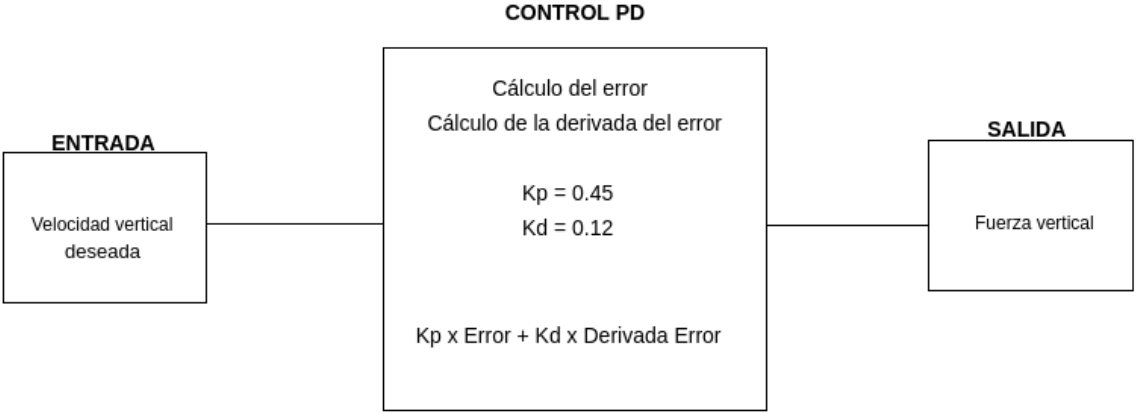 CONTROL PD
Cálculo del error
Cálculo de la derivada del error
Kp = 0.45
Kd = 0.12
Kp x Error + Kd x Derivada Error
ENTRADA
Velocidad vertical
deseada
SALIDA
Fuerza vertical